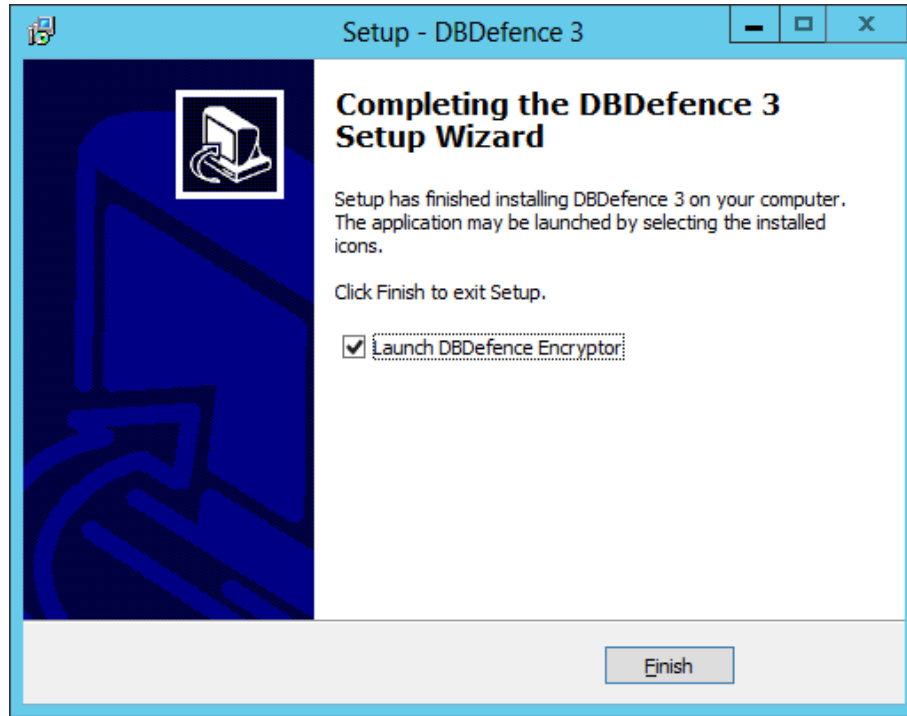 Setup - DBDefence 3
Completing the DBDefence 3
Setup Wizard
Setup has finished installing DBDefence 3 on your computer.
The application may be launched by selecting the installed
icons.
Click Finish to exit Setup.
Launch DBDefence Encryptor
Finish